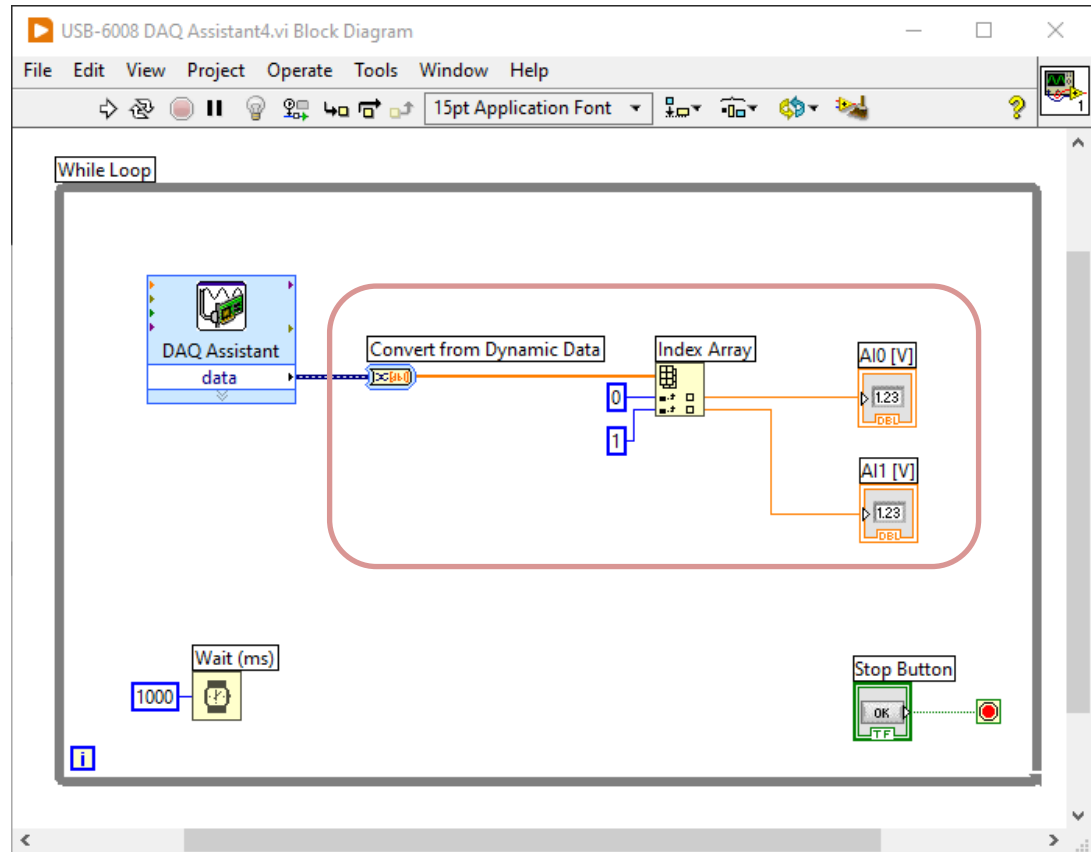 USB-6008 DAQ Assistant4.vi Block Diagram
File Edit View Project Operate Tools Window Help
15pt Application Font
1
While Loop
DAQ Assistant
data
Convert from Dynamic Data
Index Array
0
1
AI0 [V]
1.23
DBL
AI1 [V]
1.23
DBL
Wait (ms)
1000
Stop Button
OK
TF
i